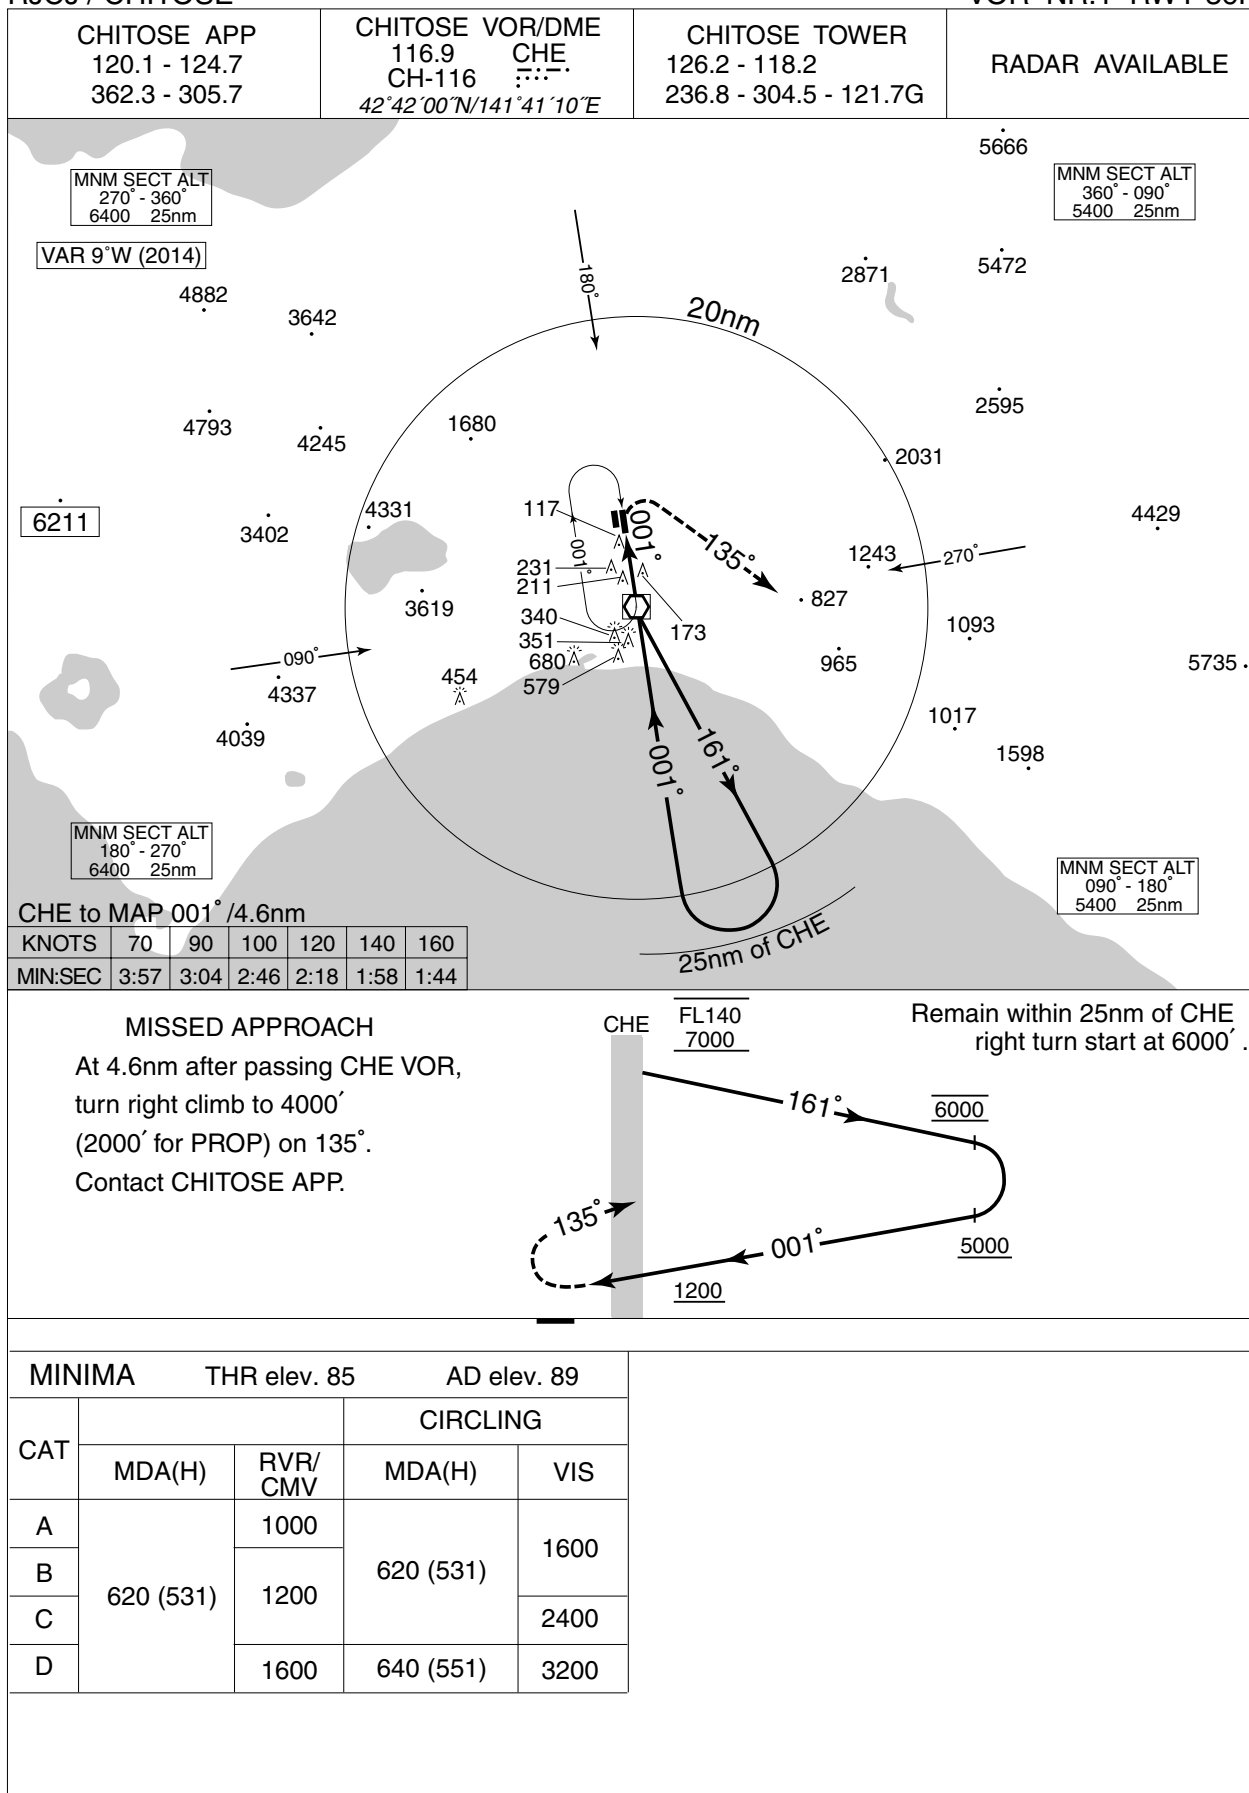 RJCJ / CHITOSE
VOR NR.1 RWY
CHITOSE APP
120.1 - 124.7
362.3 - 305.7
CHITOSE VOR/DME
116.9 CHE
CH-116
42°42´00˝N/141°41´10˝E
CHITOSE TOWER
126.2 - 118.2
236.8 - 304.5 - 121.7G
RADAR AVAILABLE
5666
MNM SECT ALT
270° - 360°
6400 25nm
MNM SECT ALT
360° - 090°
5400 25nm
VAR 9°W (2014)
180°
2871
5472
4882
3642
20nm
2595
4793
4245
1680
2031
6211
3402
4331
117
001°
001°
135°
4429
1243
270°
231
211
3619
827
340
173
1093
351
090°
680
965
5735
579
454
4337
4039
1017
1598
001°
161°
MNM SECT ALT
180° - 270°
6400 25nm
MNM SECT ALT
090° - 180°
5400 25nm
25nm of CHE
CHE to MAP 001° /4.6nm
KNOTS 70 90 100 120 140 160
MIN:SEC 3:57 3:04 2:46 2:18 1:58 1:44
MISSED APPROACH
At 4.6nm after passing CHE VOR,
turn right climb to 4000´
(2000´ for PROP) on 135°.
Contact CHITOSE APP.
CHE
FL140
7000
Remain within 25nm of CHE
right turn start at 6000´ .
161°
6000
135°
001°
5000
1200
MINIMA THR elev. 85 AD elev. 89
CAT
CIRCLING
MDA(H) RVR/ CMV MDA(H) VIS
A 1000
B 620 (531) 1200 620 (531) 1600
C 2400
D 1600 640 (551) 3200